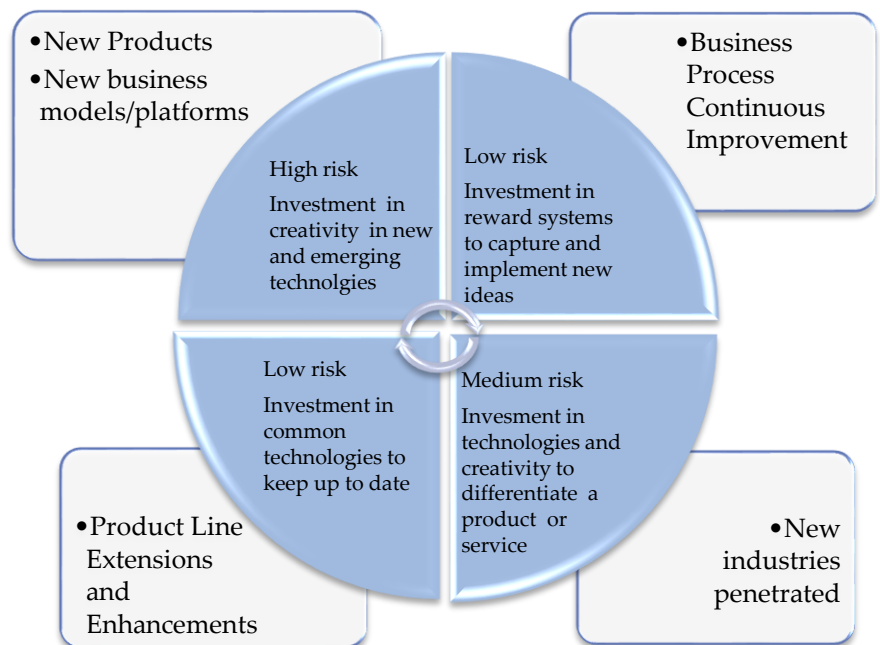 •New Products
•New business
models/platforms
•Business
Process
Continuous
Improvement
High risk
Investment in
creativity in new
and emerging
technolgies
Low risk
Investment in
reward systems
to capture and
implement new
ideas
Low risk
Investment in
common
technologies to
keep up to date
Medium risk
Invesment in
technologies and
creativity to
differentiate a
product or
service
•Product Line
Extensions
and
Enhancements
•New
industries
penetrated